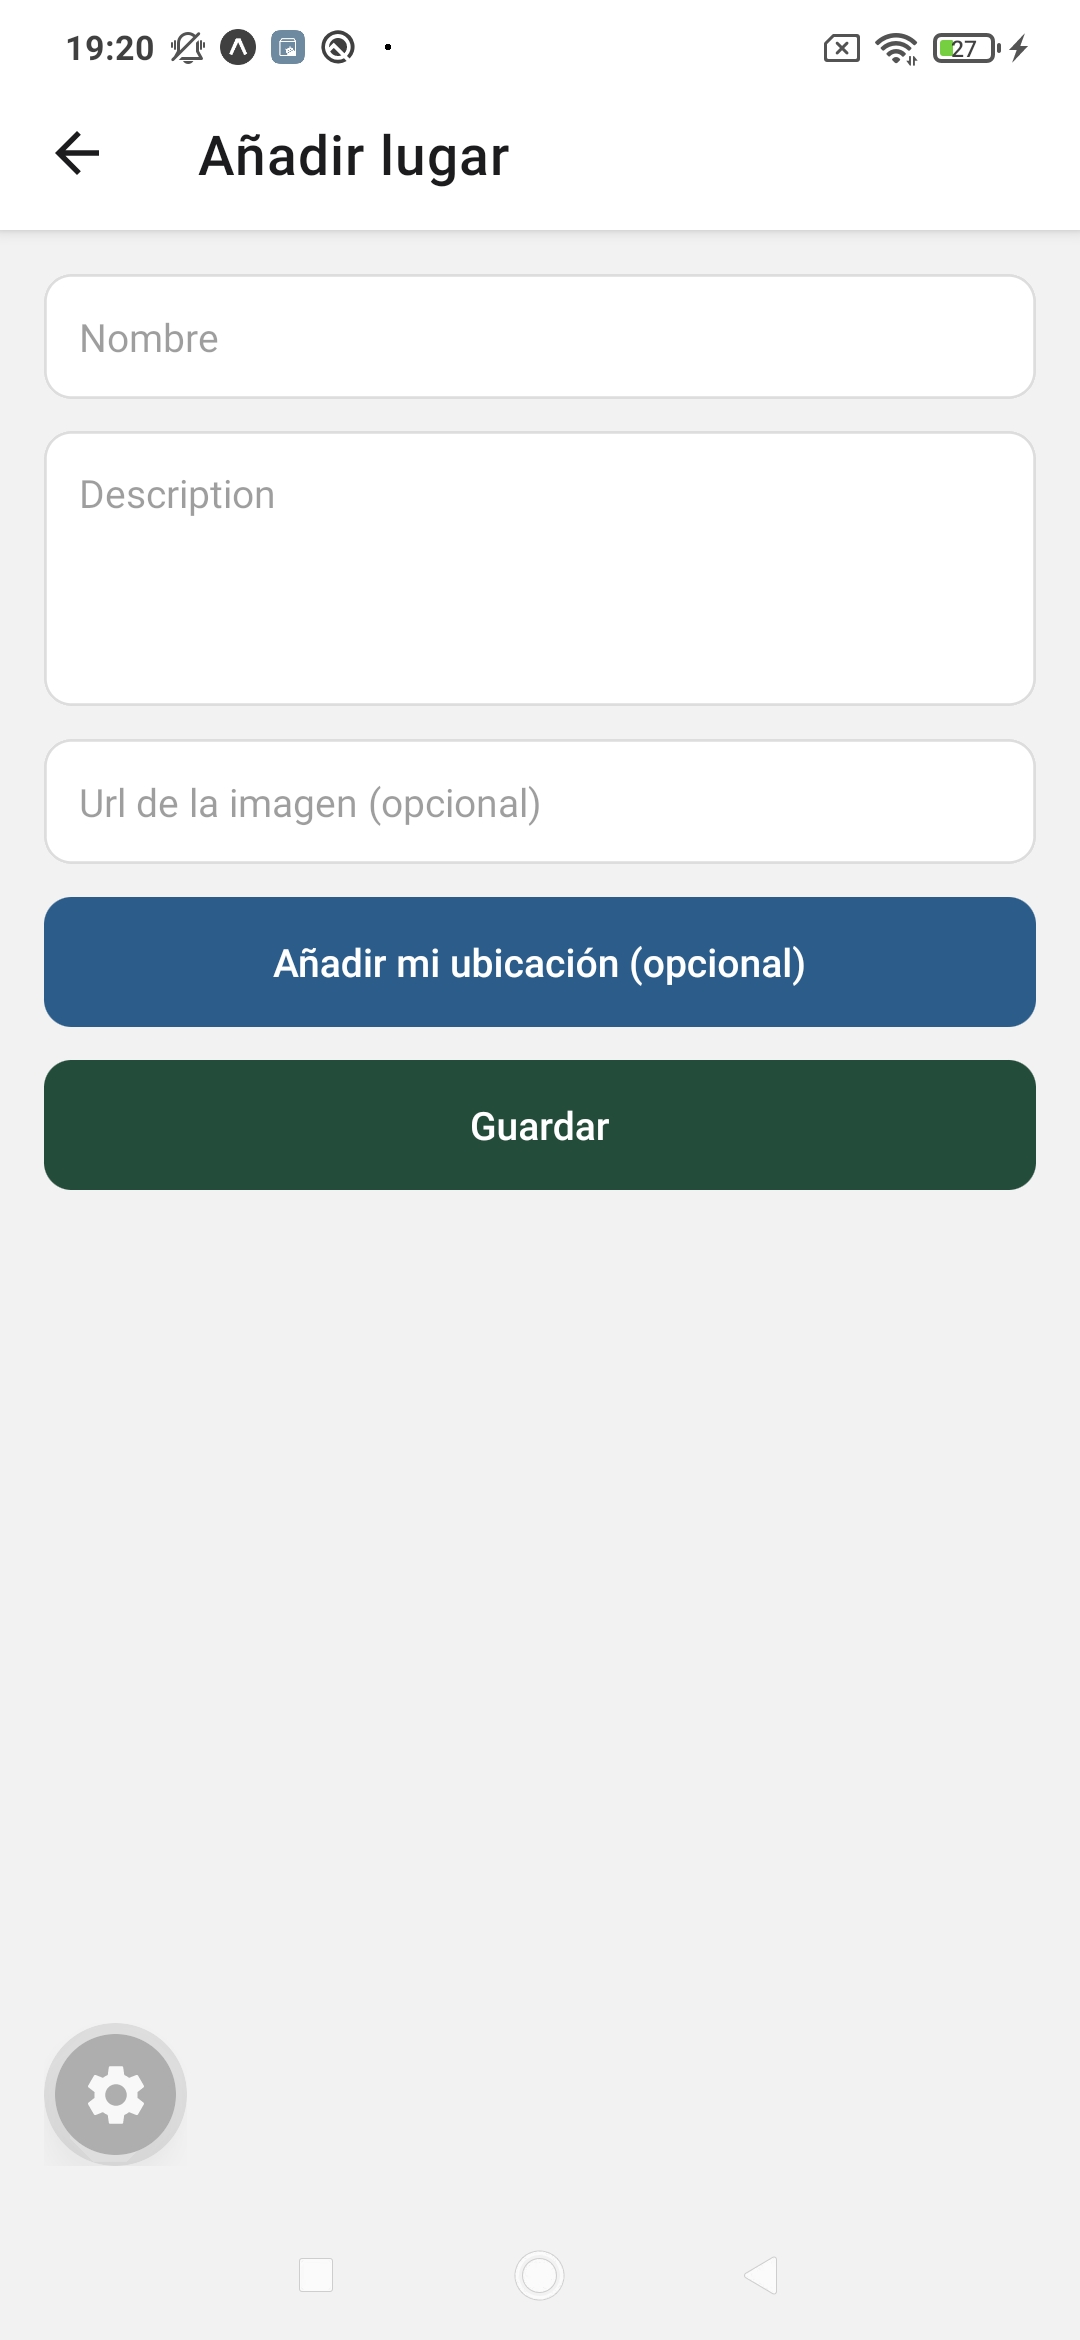 19:20
27
Añadir lugar
Nombre
Description
Url de la imagen (opcional)
Añadir mi ubicación (opcional)
Guardar